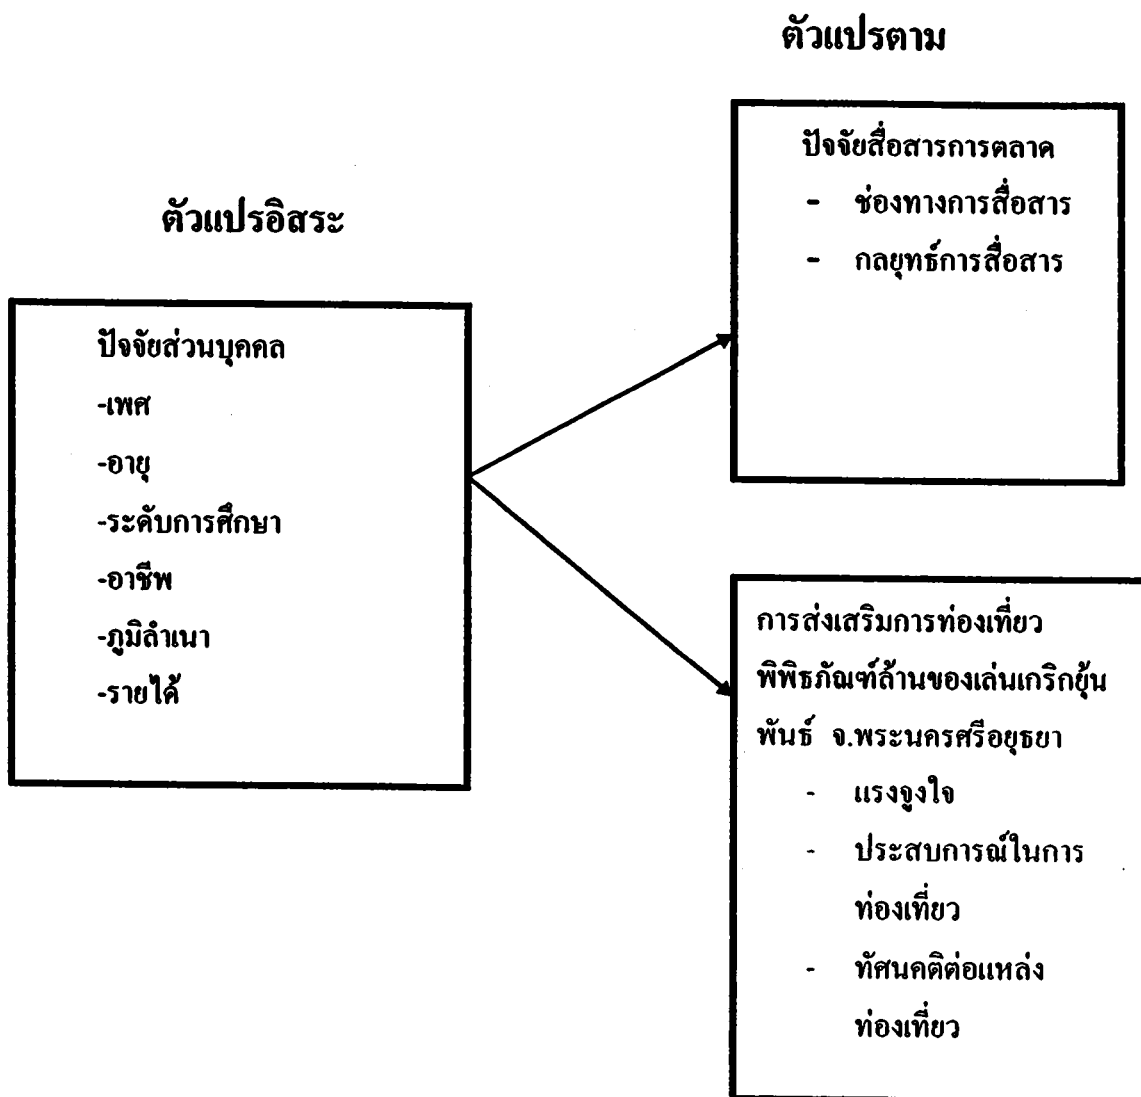 ตัวแปรตาม
ปัจจัยสื่อสารการตลาด
- ช่องทางการสื่อสาร
- กลยุทธ์การสื่อสาร
ตัวแปรอิสระ
ปัจจัยส่วนบุคคล
-เพศ
-อายุ
-ระดับการศึกษา
-อาชีพ
-ภูมิลำเนา
-รายได้
การส่งเสริมการท่องเที่ยว
พิพิธภัณฑ์ล้านของเล่นเกริกยุ้น
พันธ์ จ.พระนครศรีอยุธยา
- แรงจูงใจ
- ประสบการณ์ในการ
ท่องเที่ยว
- ทัศนคติต่อแหล่ง
ท่องเที่ยว